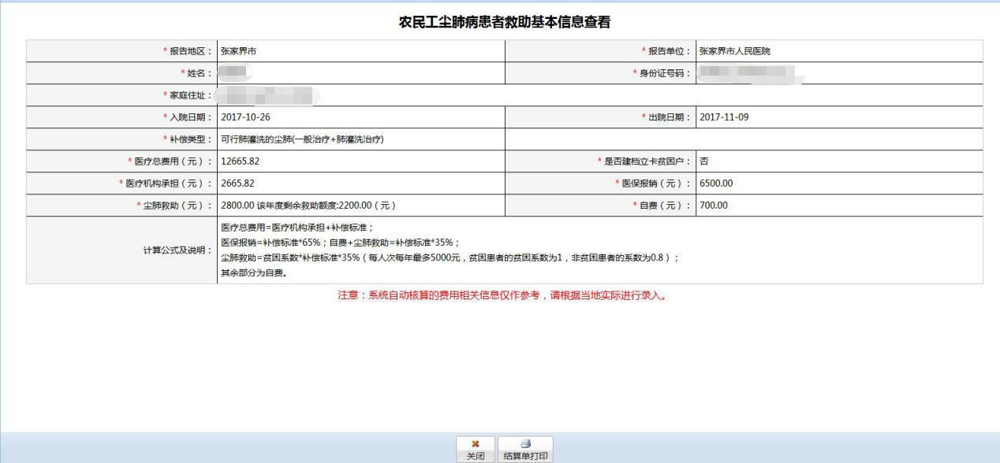 农民工尘肺病患者救助基本信息查看
* 报告地区： 张家界市 * 报告单位： 张家界市人民医院
* 姓名： * 身份证号码：
* 家庭住址：
* 入院日期： 2017-10-26 * 出院日期： 2017-11-09
* 补偿类型： 可行肺灌洗的尘肺(一般治疗+肺灌洗治疗)
* 医疗总费用（元）： 12665.82 * 是否建档立卡贫困户： 否
* 医疗机构承担（元）： 2665.82 * 医保报销（元）： 6500.00
* 尘肺救助（元）： 2800.00 该年度剩余救助额度:2200.00（元） * 自费（元）： 700.00
计算公式及说明：
医疗总费用=医疗机构承担+补偿标准；
医保报销=补偿标准*65%；自费+尘肺救助=补偿标准*35%；
尘肺救助=贫困系数*补偿标准*35%（每人次每年最多5000元，贫困患者的贫困系数为1，非贫困患者的系数为0.8）；
其余部分为自费。
注意：系统自动核算的费用相关信息仅作参考，请根据当地实际进行录入。
关闭 结算单打印